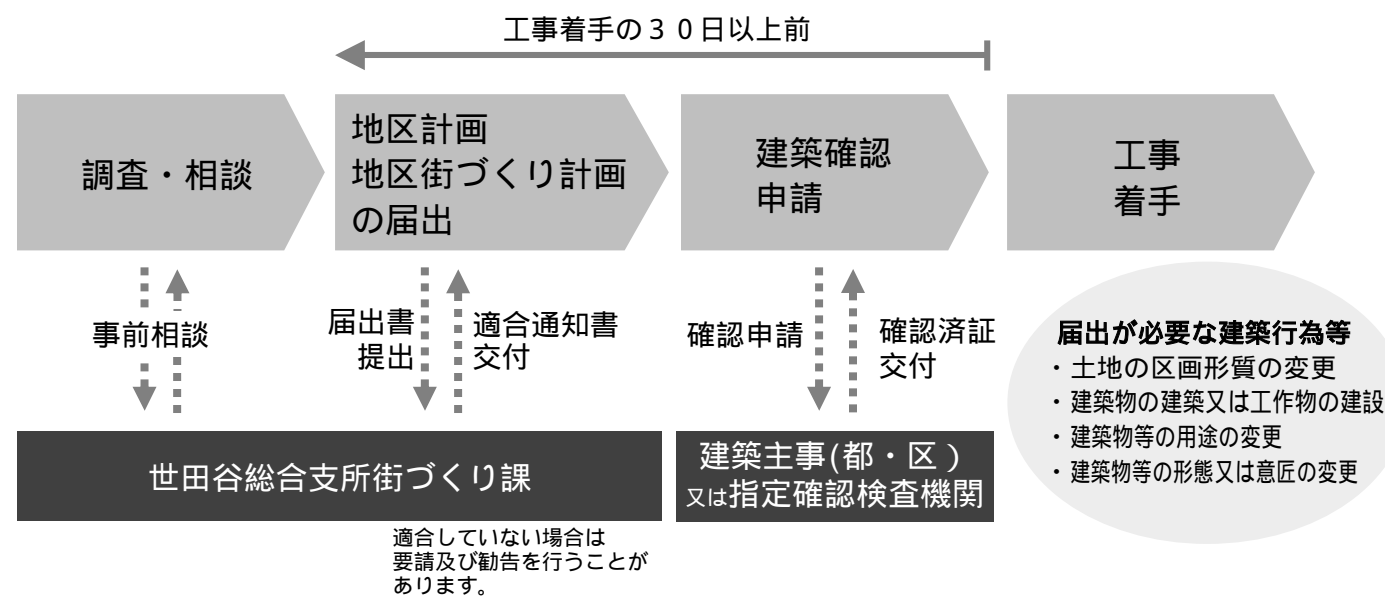 工事着手の３０日以上前
調査・相談
地区計画
地区街づくり計画
の届出
建築確認
申請
工事
着手
事前相談
届出書
提出
適合通知書
交付
確認申請
確認済証
交付
届出が必要な建築行為等
・土地の区画形質の変更
・建築物の建築又は工作物の建設
・建築物等の用途の変更
・建築物等の形態又は意匠の変更
世田谷総合支所街づくり課
建築主事(都・区）
又は指定確認検査機関
適合していない場合は
要請及び勧告を行うことが
あります。